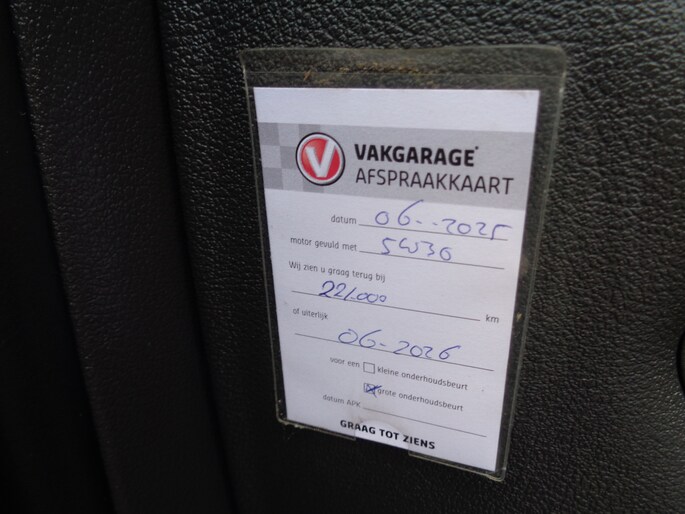 V VAKGARAGE
AFSPRAAKKAART
datum 06--2025
motor gevuld met 5W30
Wij zien u graag terug bij
221.000 km
of uiterlijk
06-2026
voor een kleine onderhoudsbeurt
grote onderhoudsbeurt
datum APK
GRAAG TOT ZIENS